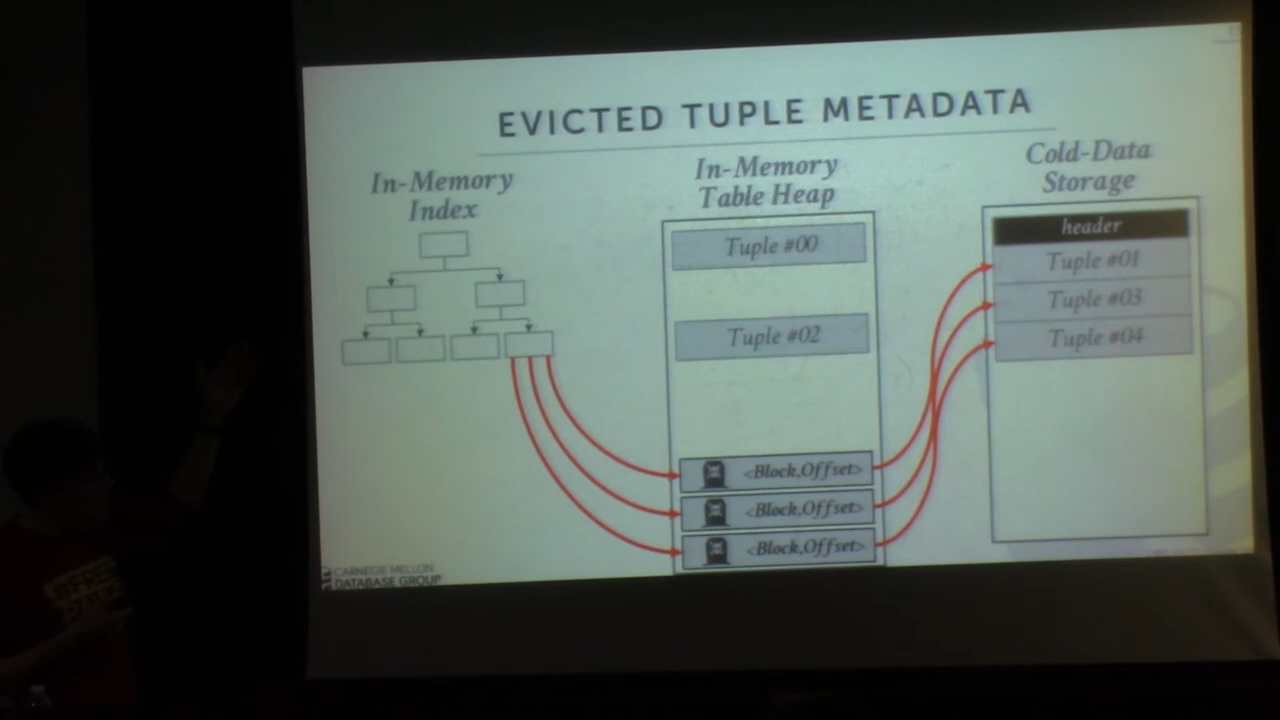 EVICTED TUPLE METADATA
In-Memory
Index
In-Memory
Table Heap
Cold-Data
Storage
Tuple #00
Tuple #02
<Block,Offset>
<Block,Offset>
<Block,Offset>
header
Tuple #01
Tuple #03
Tuple #04
CARNEGIE MELLON
DATABASE GROUP